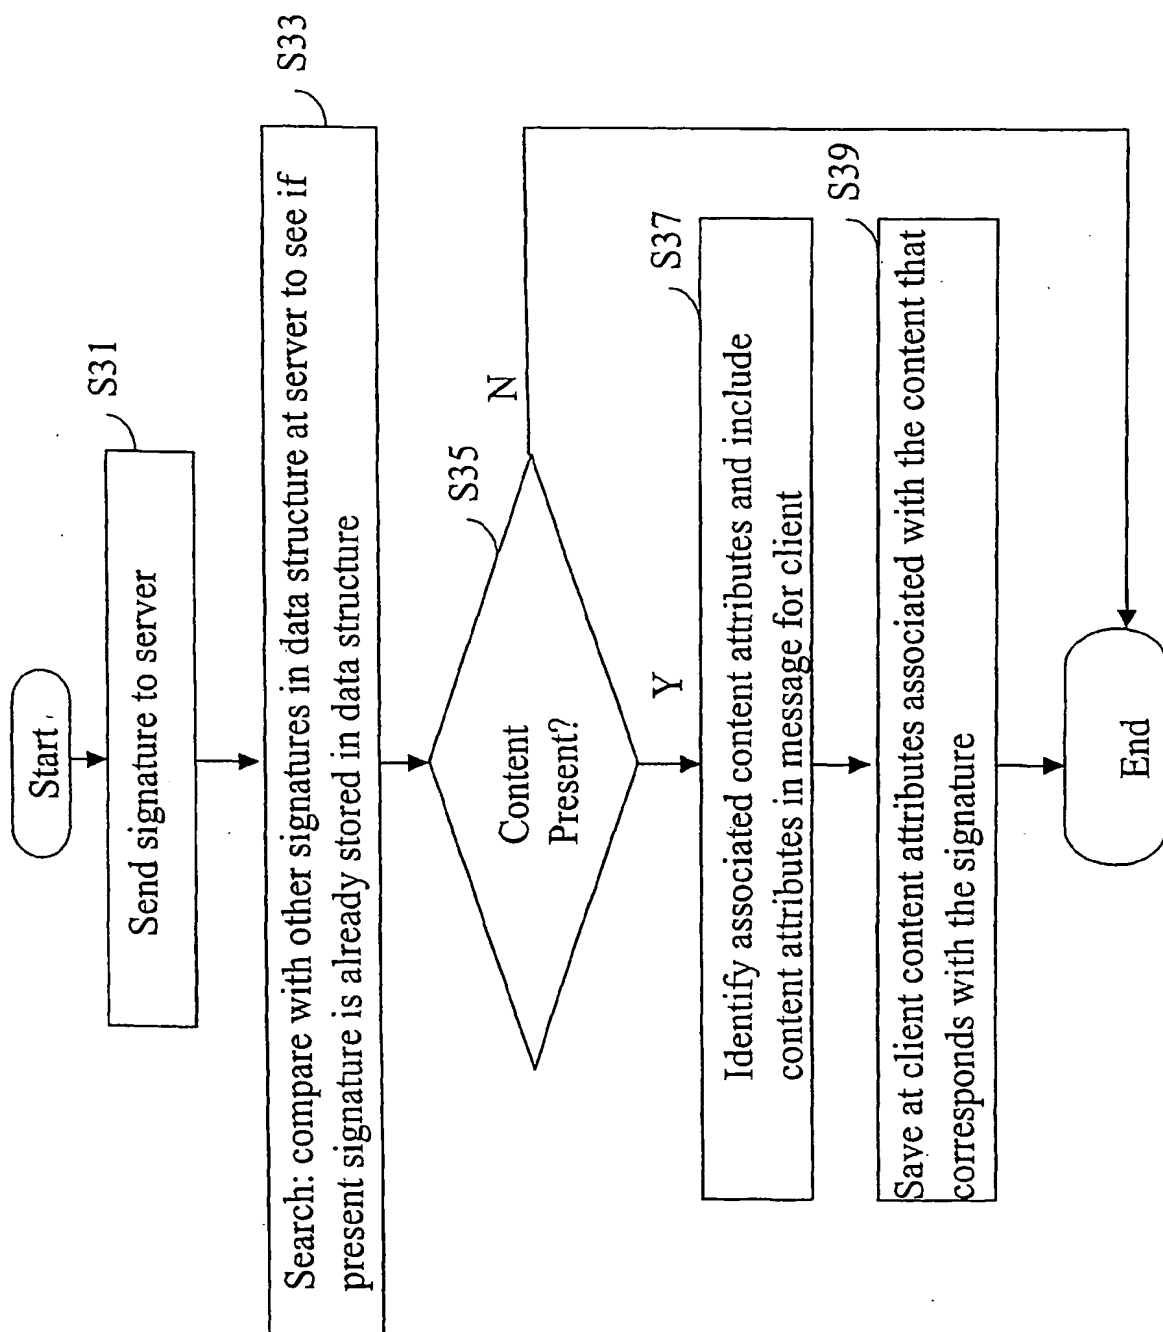 Start
S31
Send signature to server
S33
Search: compare with other signatures in data structure at server to see if
present signature is already stored in data structure
S35
Content
Present?
N
Y
S37
Identify associated content attributes and include
content attributes in message for client
S39
Save at client content attributes associated with the content that
corresponds with the signature
End